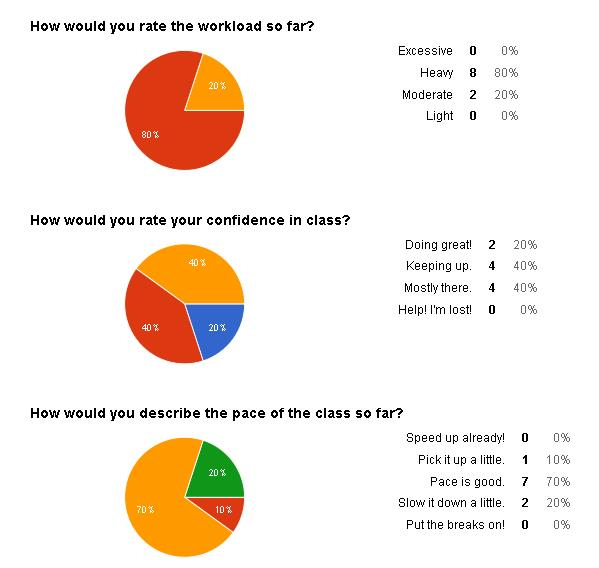 How would you rate the workload so far?
20%
80%
Excessive 0 0%
Heavy 8 80%
Moderate 2 20%
Light 0 0%
How would you rate your confidence in class?
40%
40%
20%
Doing great! 2 20%
Keeping up. 4 40%
Mostly there. 4 40%
Help! I'm lost! 0 0%
How would you describe the pace of the class so far?
20%
70%
10%
Speed up already! 0 0%
Pick it up a little. 1 10%
Pace is good. 7 70%
Slow it down a little. 2 20%
Put the breaks on! 0 0%